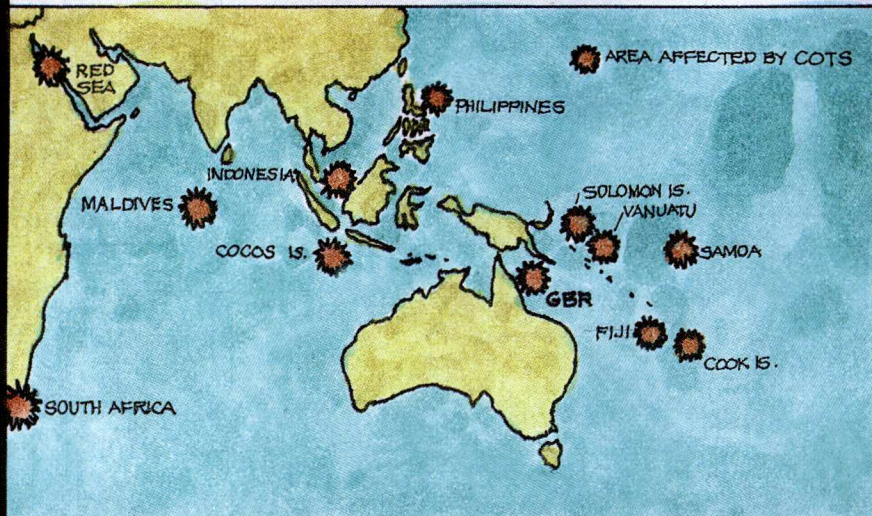 RED
SEA
AREA AFFECTED BY COTS
PHILIPPINES
INDONESIA
MALDIVES
SOLOMON IS.
VANUATU
COCOS IS.
SAMOA
GBR
FIJI
COOK IS.
SOUTH AFRICA